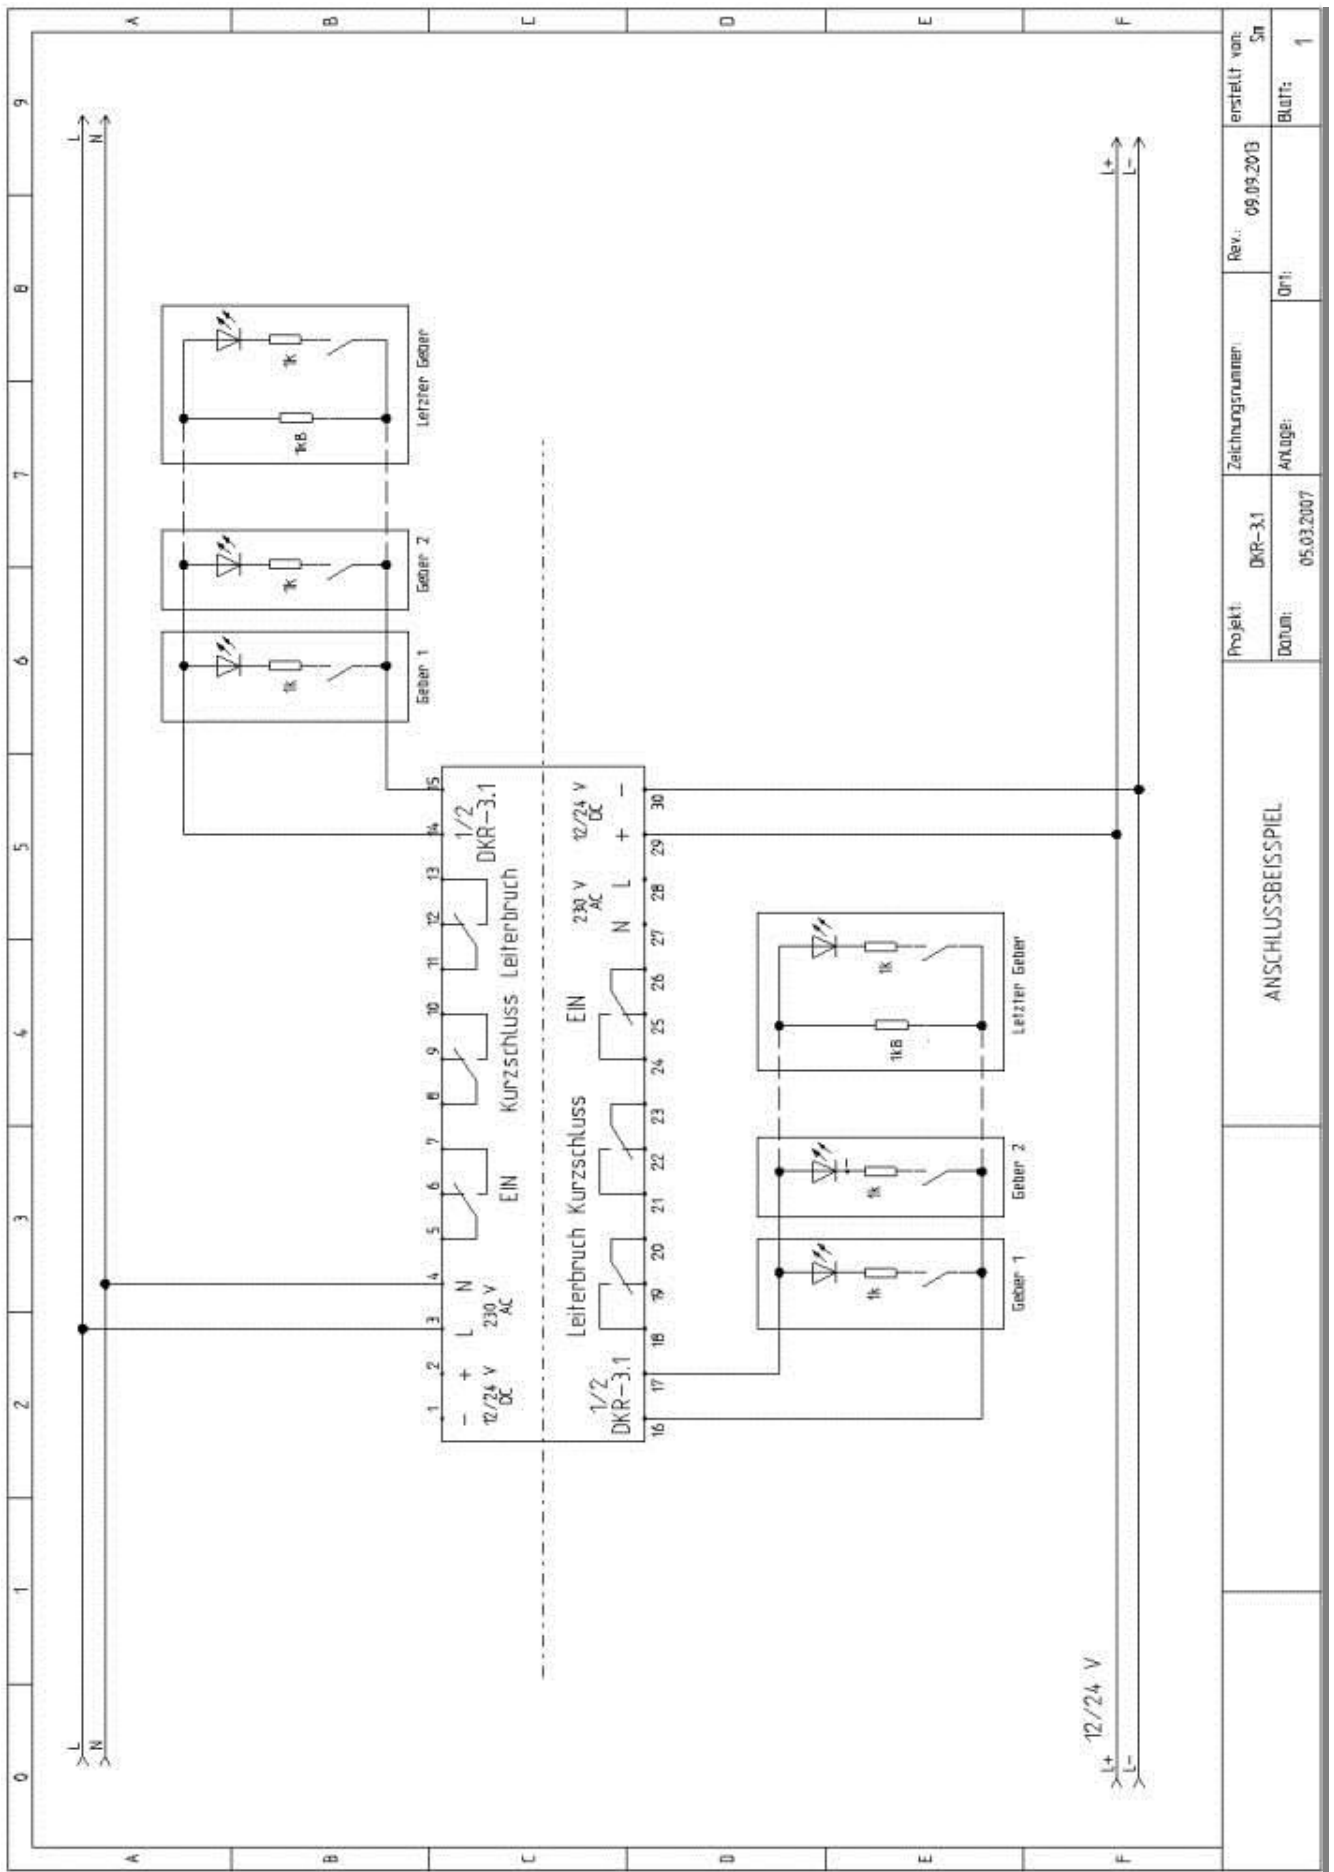 0 1 2 3 4 5 6 7 8 9
A
B
C
D
E
F
L
N
L
N
1k
Geber 1
1k
Geber 2
1k8
1k
Letzter Geber
1 2 3 4 5 6 7 8 9 10 11 12 13 14 15
- + L N
12/24 V
DC
230 V
AC
EIN
Kurzschluss
Leiterbruch
1/2
DKR-3.1
1/2
DKR-3.1
Leiterbruch
Kurzschluss
EIN
230 V
AC
12/24 V
DC
N L + -
16 17 18 19 20 21 22 23 24 25 26 27 28 29 30
1k
Geber 1
1k
Geber 2
1k8
1k
Letzter Geber
12/24 V
L+
L-
L+
L-
A
B
C
D
E
F
ANSCHLUSSBEISSPIEL
Projekt:
DKR-3.1
Zeichnungsnummer:
Rev.:
09.09.2013
erstellt von:
Sm
Datum:
05.03.2007
Anlage:
Ort:
Blatt:
1